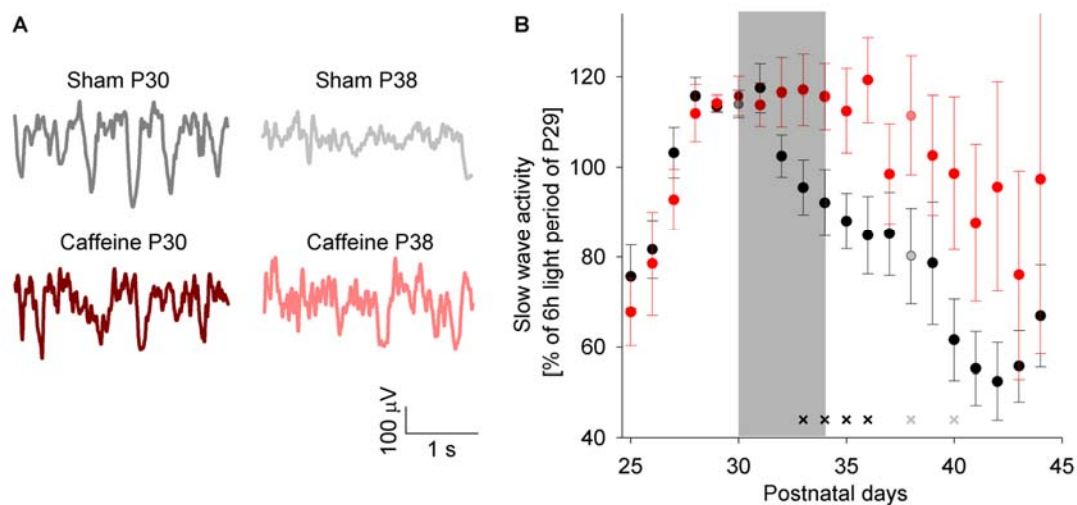 A
Sham P30
Sham P38
Caffeine P30
Caffeine P38
100 μV
1 s
B
Slow wave activity
[% of 6h light period of P29]
120
100
80
60
40
25
30
35
40
45
Postnatal days